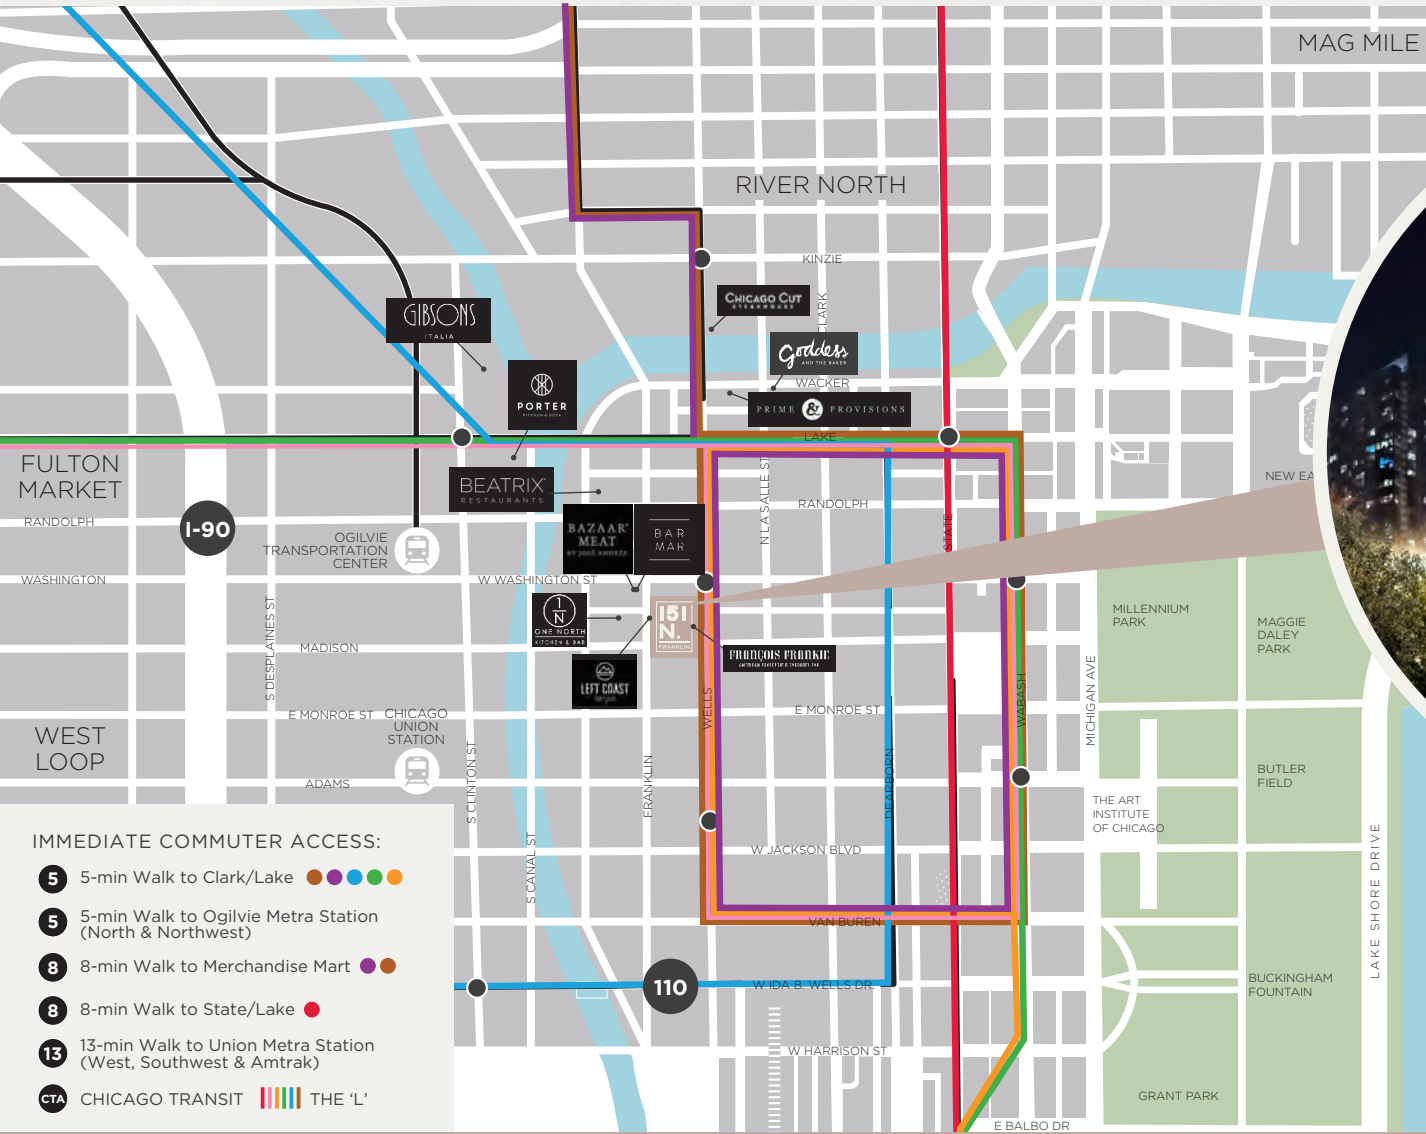 MAG MILE
RIVER NORTH
KINZIE
CHICAGO CUT
STEAKHOUSE
CLARK
GIBSONS
ITALIA
Goddess
AND THE BAKER
WACKER
PORTER
KITCHEN & DECK
PRIME & PROVISIONS
LAKE
FULTON
MARKET
BEATRIX
RESTAURANTS
NEW EA
N LA SALLE ST
RANDOLPH
RANDOLPH
I-90
BAZAAR
MEAT
BY JOSÉ ANDRÉS
BAR
MAR
STATE
OGILVIE
TRANSPORTATION
CENTER
WASHINGTON
W WASHINGTON ST
1
N
ONE NORTH
KITCHEN & BAR
151
N.
FRANKLIN
MILLENNIUM
PARK
MAGGIE
DALEY
PARK
S DESPLAINES ST
MADISON
FRANÇOIS FRANKIE
LEFT COAST
WELLS
WABASH
MICHIGAN AVE
E MONROE ST
E MONROE ST
CHICAGO
UNION
STATION
WEST
LOOP
ADAMS
S CLINTON ST
FRANKLIN
DEARBORN
BUTLER
FIELD
THE ART
INSTITUTE
OF CHICAGO
S CANAL ST
W JACKSON BLVD
LAKE SHORE DRIVE
VAN BUREN
110
W IDA B. WELLS DR.
BUCKINGHAM
FOUNTAIN
W HARRISON ST
GRANT PARK
E BALBO DR
IMMEDIATE COMMUTER ACCESS:
5 5-min Walk to Clark/Lake
5 5-min Walk to Ogilvie Metra Station
(North & Northwest)
8 8-min Walk to Merchandise Mart
8 8-min Walk to State/Lake
13 13-min Walk to Union Metra Station
(West, Southwest & Amtrak)
CTA CHICAGO TRANSIT THE ‘L’